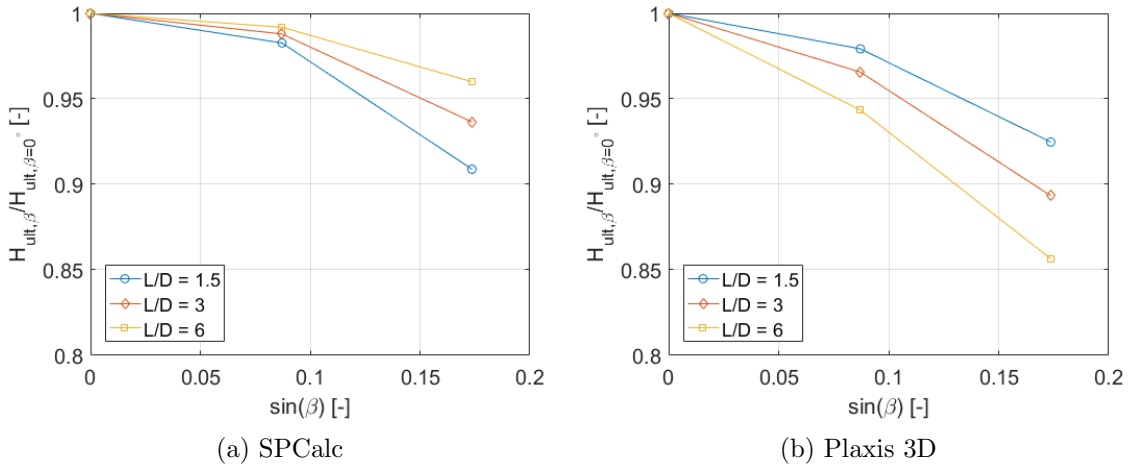 1
0.95
0.9
0.85
0.8
0
0.05
0.1
0.15
0.2
H_ult,β/H_ult,β=0° [-]
sin(β) [-]
L/D = 1.5
L/D = 3
L/D = 6
(a) SPCalc
1
0.95
0.9
0.85
0.8
0
0.05
0.1
0.15
0.2
H_ult,β/H_ult,β=0° [-]
sin(β) [-]
L/D = 1.5
L/D = 3
L/D = 6
(b) Plaxis 3D